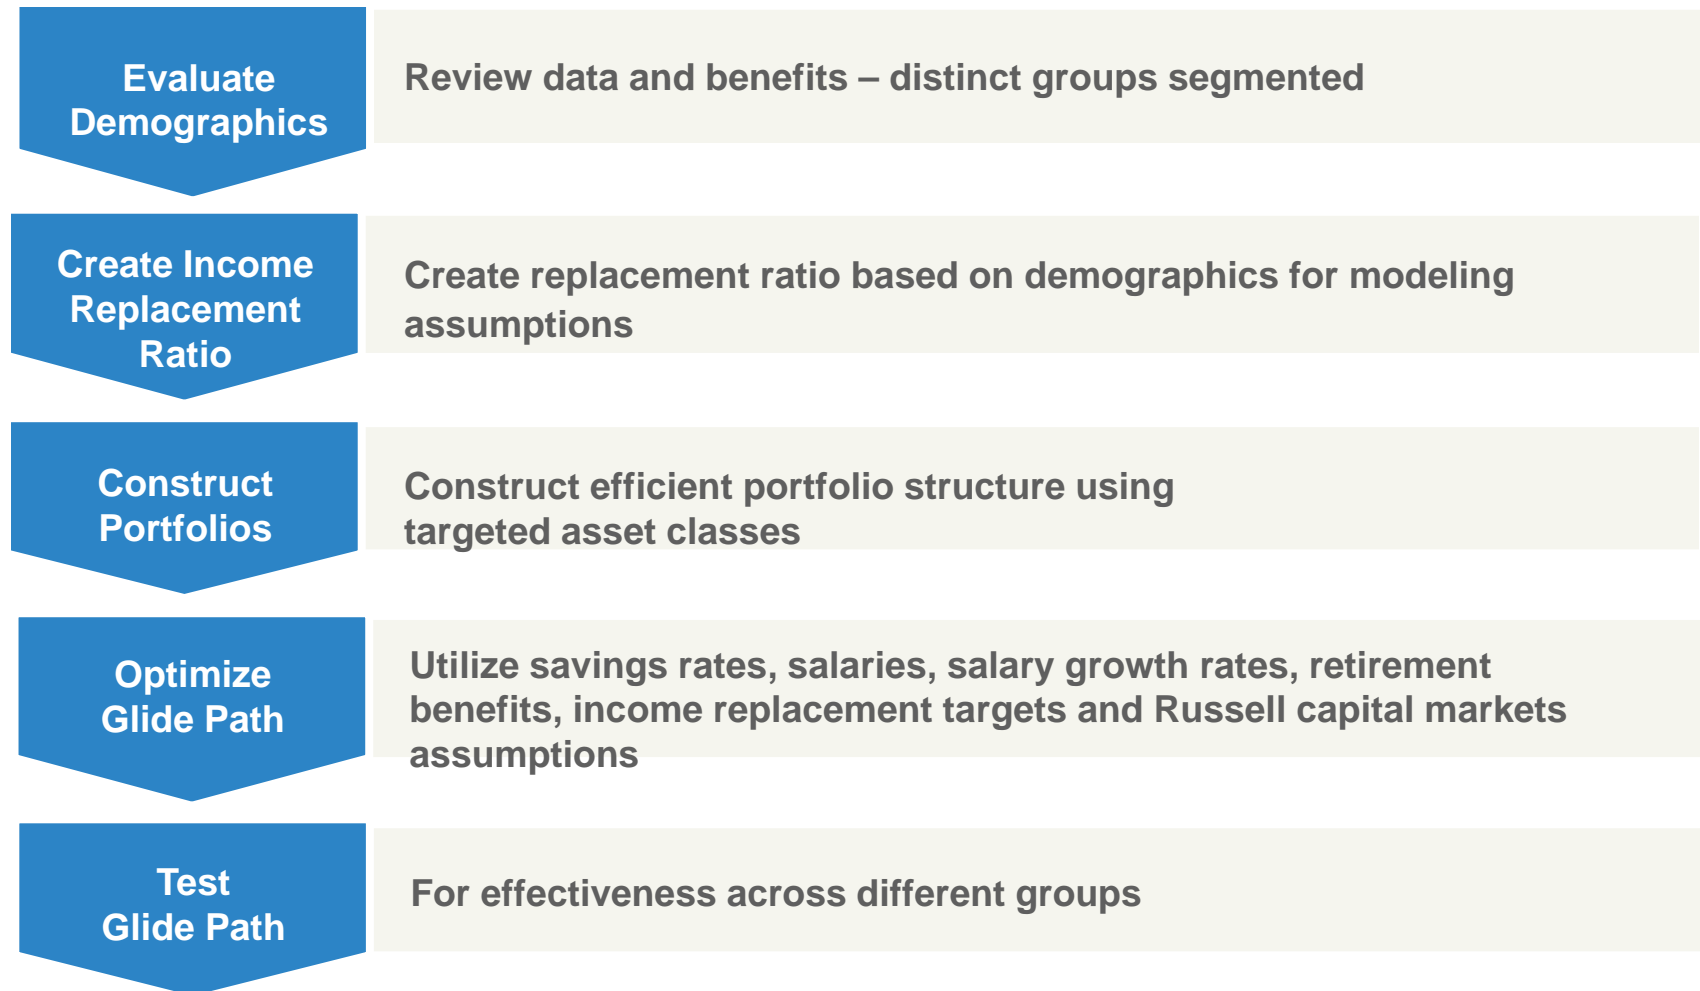 Evaluate
Demographics
Review data and benefits – distinct groups segmented
Create Income
Replacement
Ratio
Create replacement ratio based on demographics for modeling
assumptions
Construct
Portfolios
Construct efficient portfolio structure using
targeted asset classes
Optimize
Glide Path
Utilize savings rates, salaries, salary growth rates, retirement
benefits, income replacement targets and Russell capital markets
assumptions
Test
Glide Path
For effectiveness across different groups